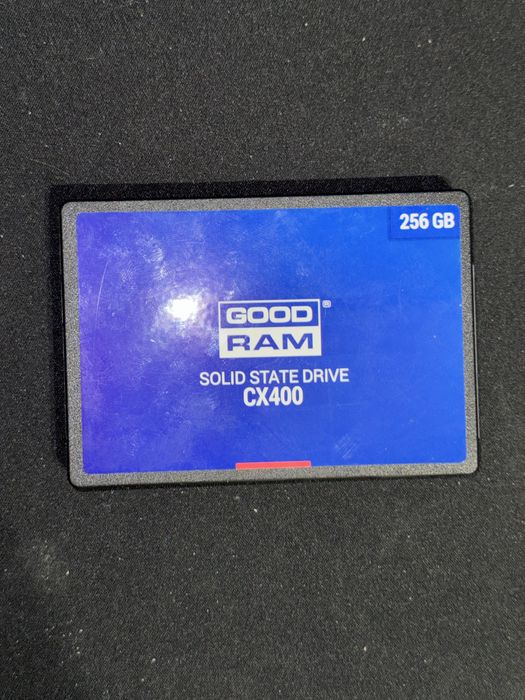 256 GB
GOOD
RAM
®
SOLID STATE DRIVE
CX400